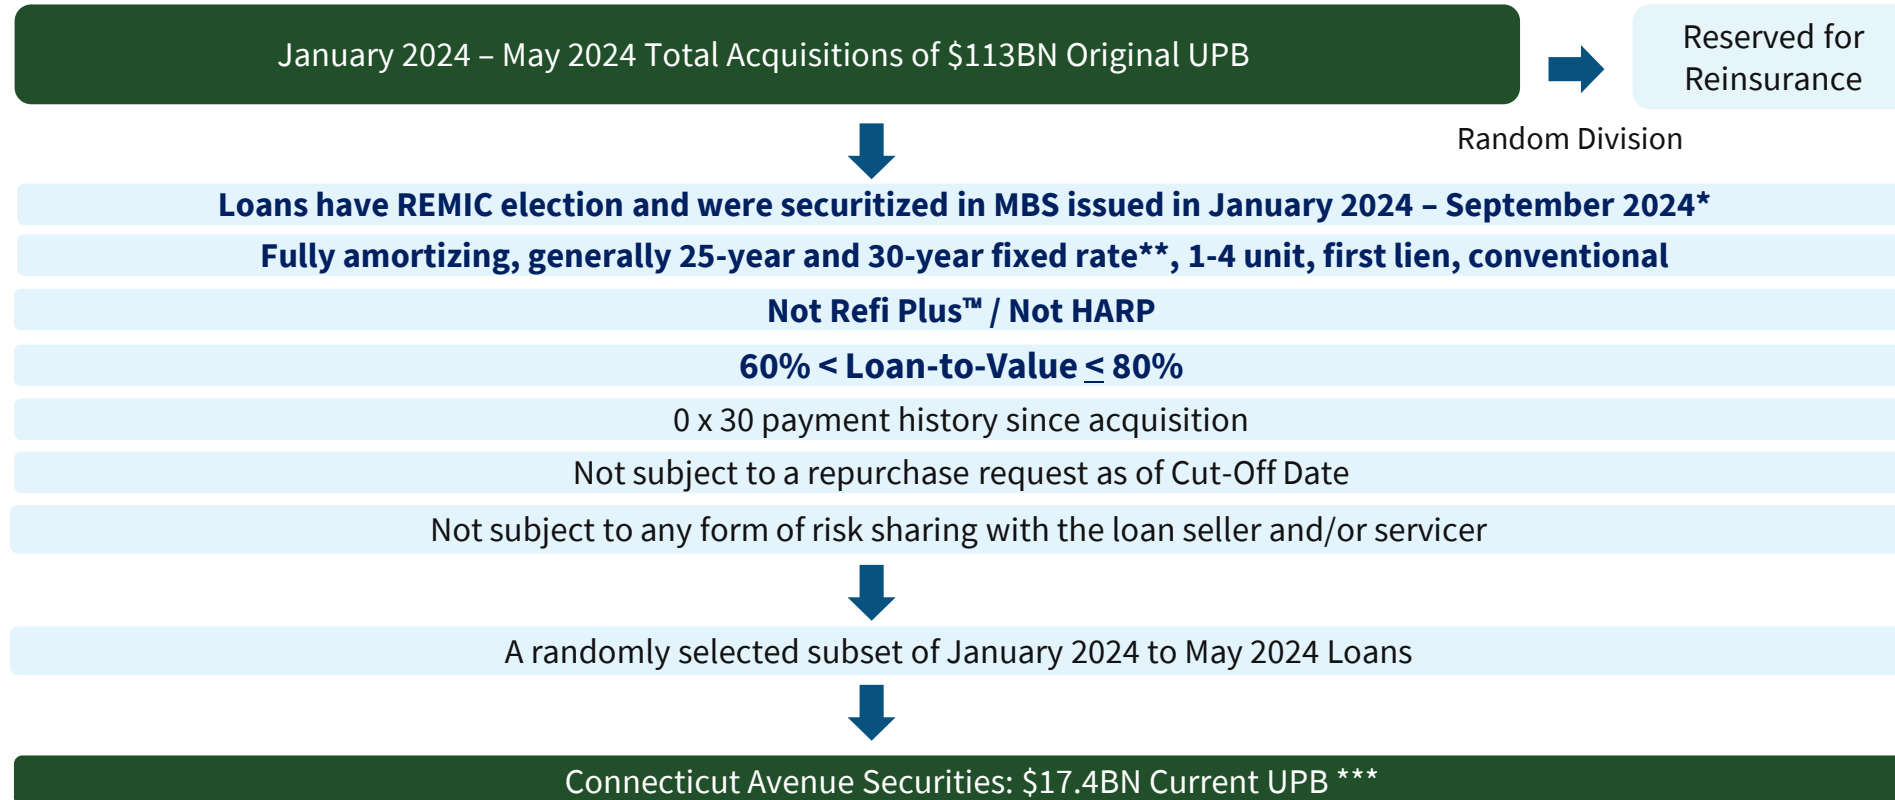 January 2024 – May 2024 Total Acquisitions of $113BN Original UPB
Reserved for
Reinsurance
Random Division
Loans have REMIC election and were securitized in MBS issued in January 2024 – September 2024*
Fully amortizing, generally 25-year and 30-year fixed rate**, 1-4 unit, first lien, conventional
Not Refi Plus™ / Not HARP
60% < Loan-to-Value ≤ 80%
0 x 30 payment history since acquisition
Not subject to a repurchase request as of Cut-Off Date
Not subject to any form of risk sharing with the loan seller and/or servicer
A randomly selected subset of January 2024 to May 2024 Loans
Connecticut Avenue Securities: $17.4BN Current UPB ***